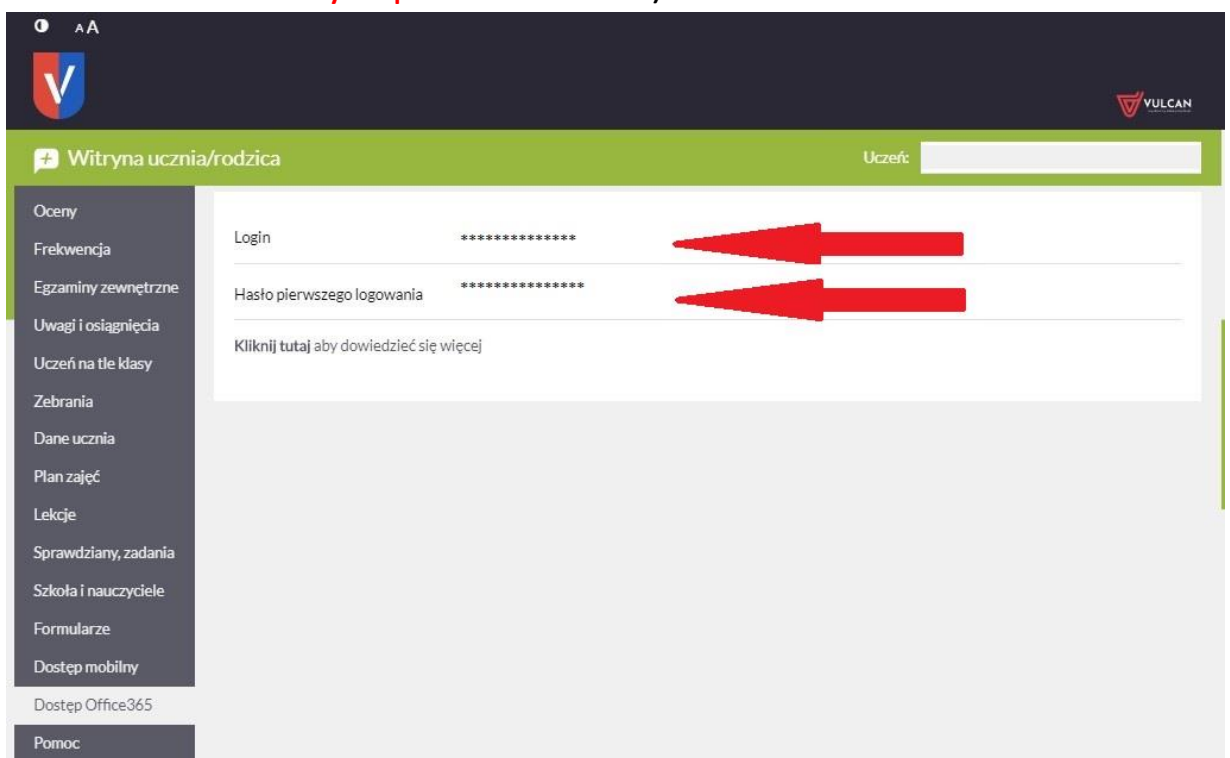 AA
V
VULCAN
Witryna ucznia/rodzica
Uczeń:
Oceny
Frekwencja
Egzaminy zewnętrzne
Uwagi i osiągnięcia
Uczeń na tle klasy
Zebrania
Dane ucznia
Plan zajęć
Lekcje
Sprawdziany, zadania
Szkoła i nauczyciele
Formularze
Dostęp mobilny
Dostęp Office365
Pomoc
Login **************
Hasło pierwszego logowania ***************
Kliknij tutaj aby dowiedzieć się więcej